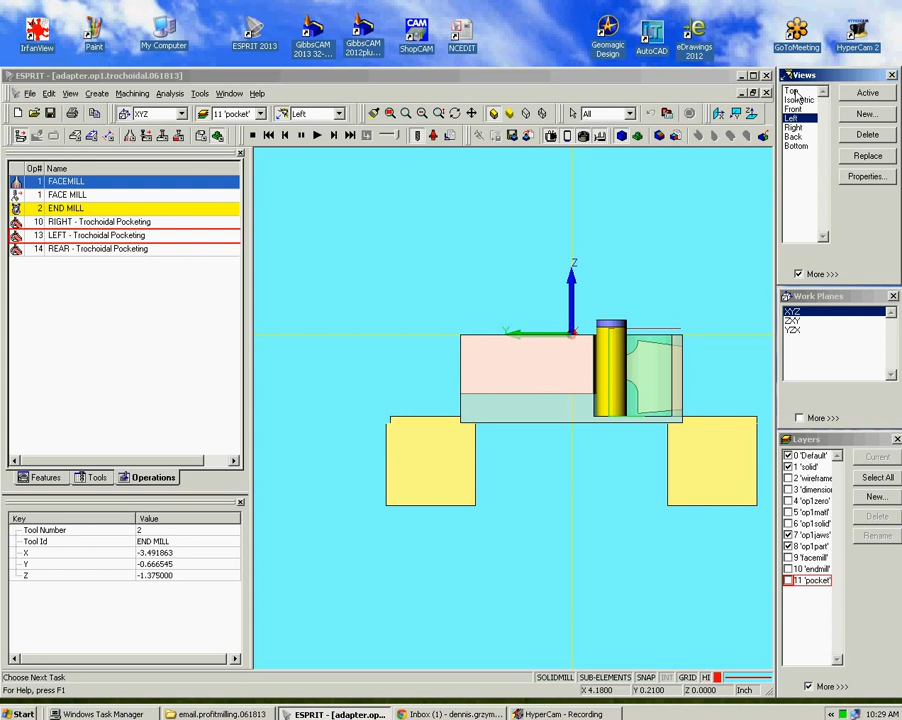 IrfanView
Paint
My Computer
ESPRIT 2013
GibbsCAM
2013 32-...
GibbsCAM
2012plu...
CAM
ShopCAM
NCEDIT
Geomagic
Design
AutoCAD
eDrawings
2012
GoToMeeting
HyperCam 2
ESPRIT - [adapter.op1.trochoidal.061813]
File Edit View Create Machining Analysis Tools Window Help
XYZ
11 'pocket'
Left
All
Op# Name
1 FACEMILL
1 FACE MILL
2 END MILL
10 RIGHT - Trochoidal Pocketing
13 LEFT - Trochoidal Pocketing
14 REAR - Trochoidal Pocketing
Features Tools Operations
Key Value
Tool Number 2
Tool Id END MILL
X -3.491863
Y -0.666545
Z -1.375000
Z
Y
Views
Top
Isometric
Front
Left
Right
Back
Bottom
Active
New...
Delete
Replace
Properties...
More >>>
Work Planes
XYZ
ZXY
YZX
More >>>
Layers
0 'Default'
1 'solid'
2 'wireframe
3 'dimension
4 'op1zero'
5 'op1matl'
6 'op1solid'
7 'op1jaws'
8 'op1part'
9 'facemill'
10 'endmill'
11 'pocket'
Current
Select All
New...
Delete
Rename
More >>>
Choose Next Task
SOLIDMILL SUB-ELEMENTS SNAP INT GRID HI
For Help, press F1
X 4.1800 Y 0.2100 Z 0.0000 Inch
Start
Windows Task Manager
email.profitmilling.061813
ESPRIT - [adapter.op...
Inbox (1) - dennis.grzym...
HyperCam - Recording
10:29 AM